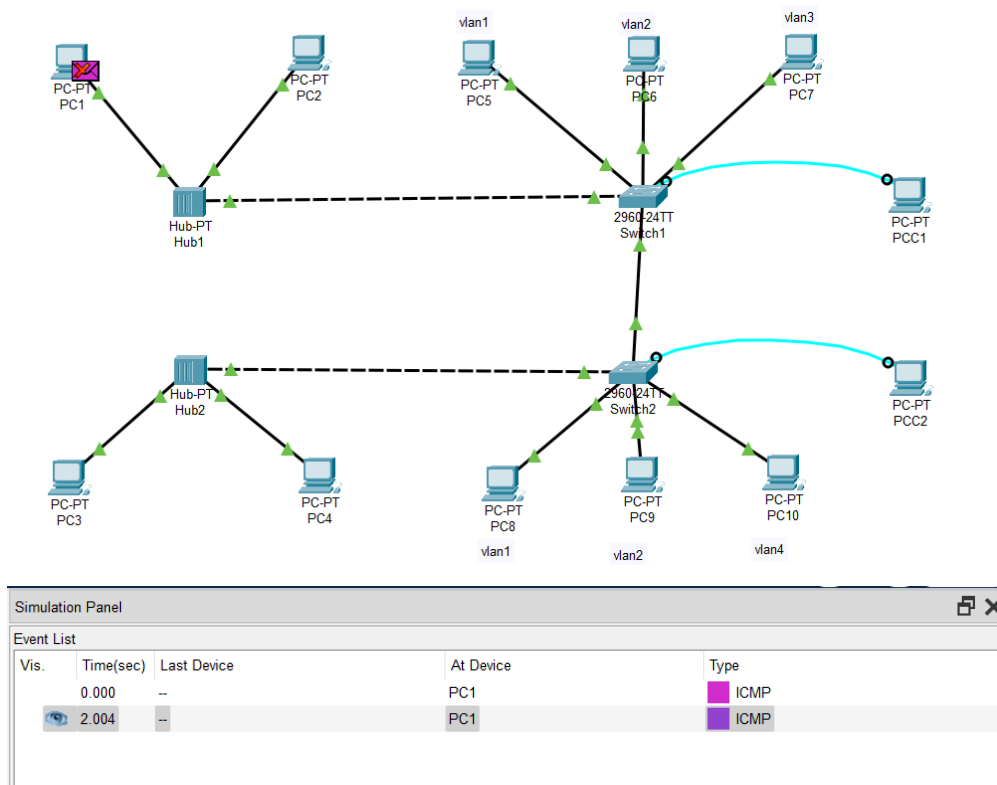 vlan1
vlan2
vlan3
PC-PT
PC1
PC-PT
PC2
PC-PT
PC5
PC-PT
PC6
PC-PT
PC7
Hub-PT
Hub1
2960-24TT
Switch1
PC-PT
PCC1
Hub-PT
Hub2
2960-24TT
Switch2
PC-PT
PCC2
PC-PT
PC3
PC-PT
PC4
PC-PT
PC8
PC-PT
PC9
PC-PT
PC10
vlan1
vlan2
vlan4
Simulation Panel
Event List
Vis. Time(sec) Last Device At Device Type
0.000 -- PC1 ICMP
2.004 -- PC1 ICMP